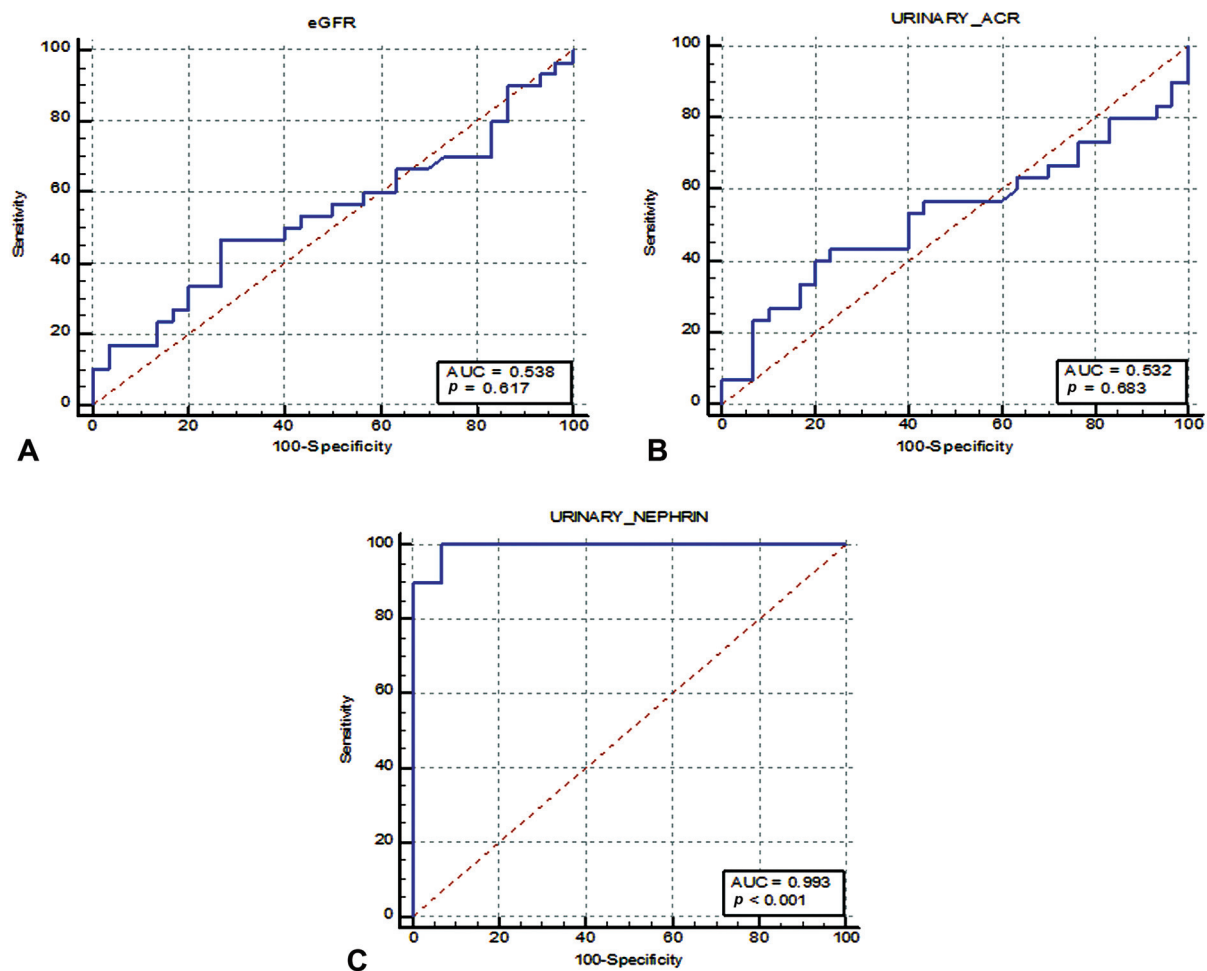 eGFR
100
80
60
40
20
0
Sensitivity
AUC = 0.538
p = 0.617
0 20 40 60 80 100
100-Specificity
A
URINARY_ACR
100
80
60
40
20
0
Sensitivity
AUC = 0.532
p = 0.683
0 20 40 60 80 100
100-Specificity
B
URINARY_NEPHRIN
100
80
60
40
20
0
Sensitivity
AUC = 0.993
p < 0.001
0 20 40 60 80 100
100-Specificity
C